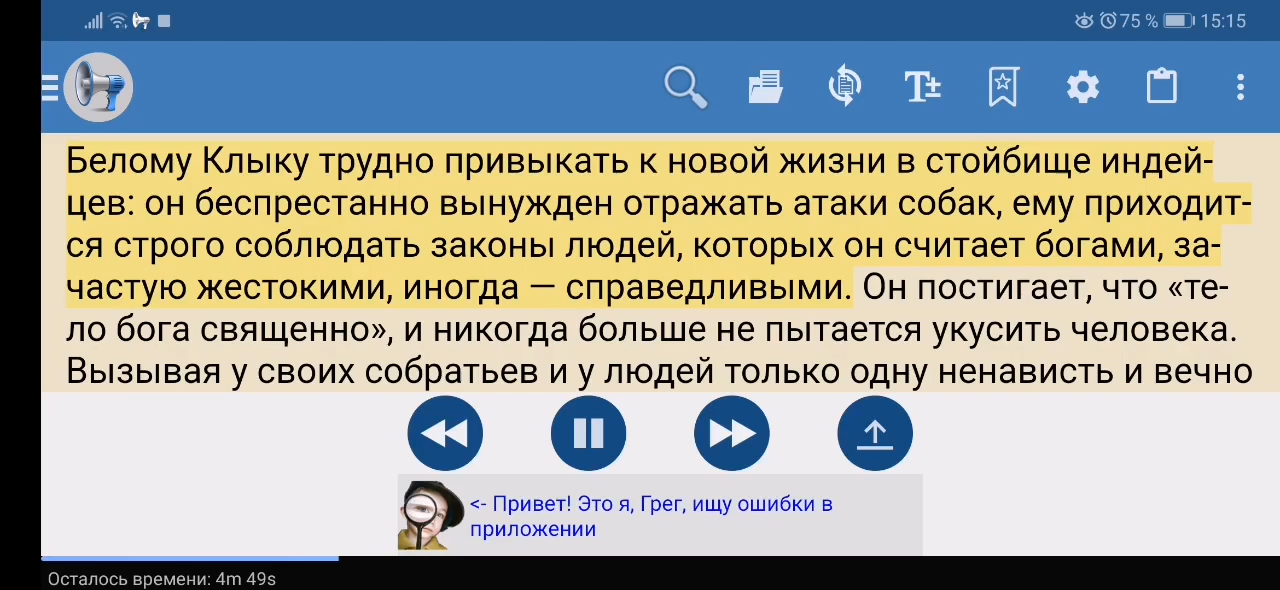 75 % 15:15
T±
Белому Клыку трудно привыкать к новой жизни в стойбище индей-
цев: он беспрестанно вынужден отражать атаки собак, ему приходит-
ся строго соблюдать законы людей, которых он считает богами, за-
частую жестокими, иногда — справедливыми. Он постигает, что «те-
ло бога священно», и никогда больше не пытается укусить человека.
Вызывая у своих собратьев и у людей только одну ненависть и вечно
<- Привет! Это я, Грег, ищу ошибки в
приложении
Осталось времени: 4m 49s